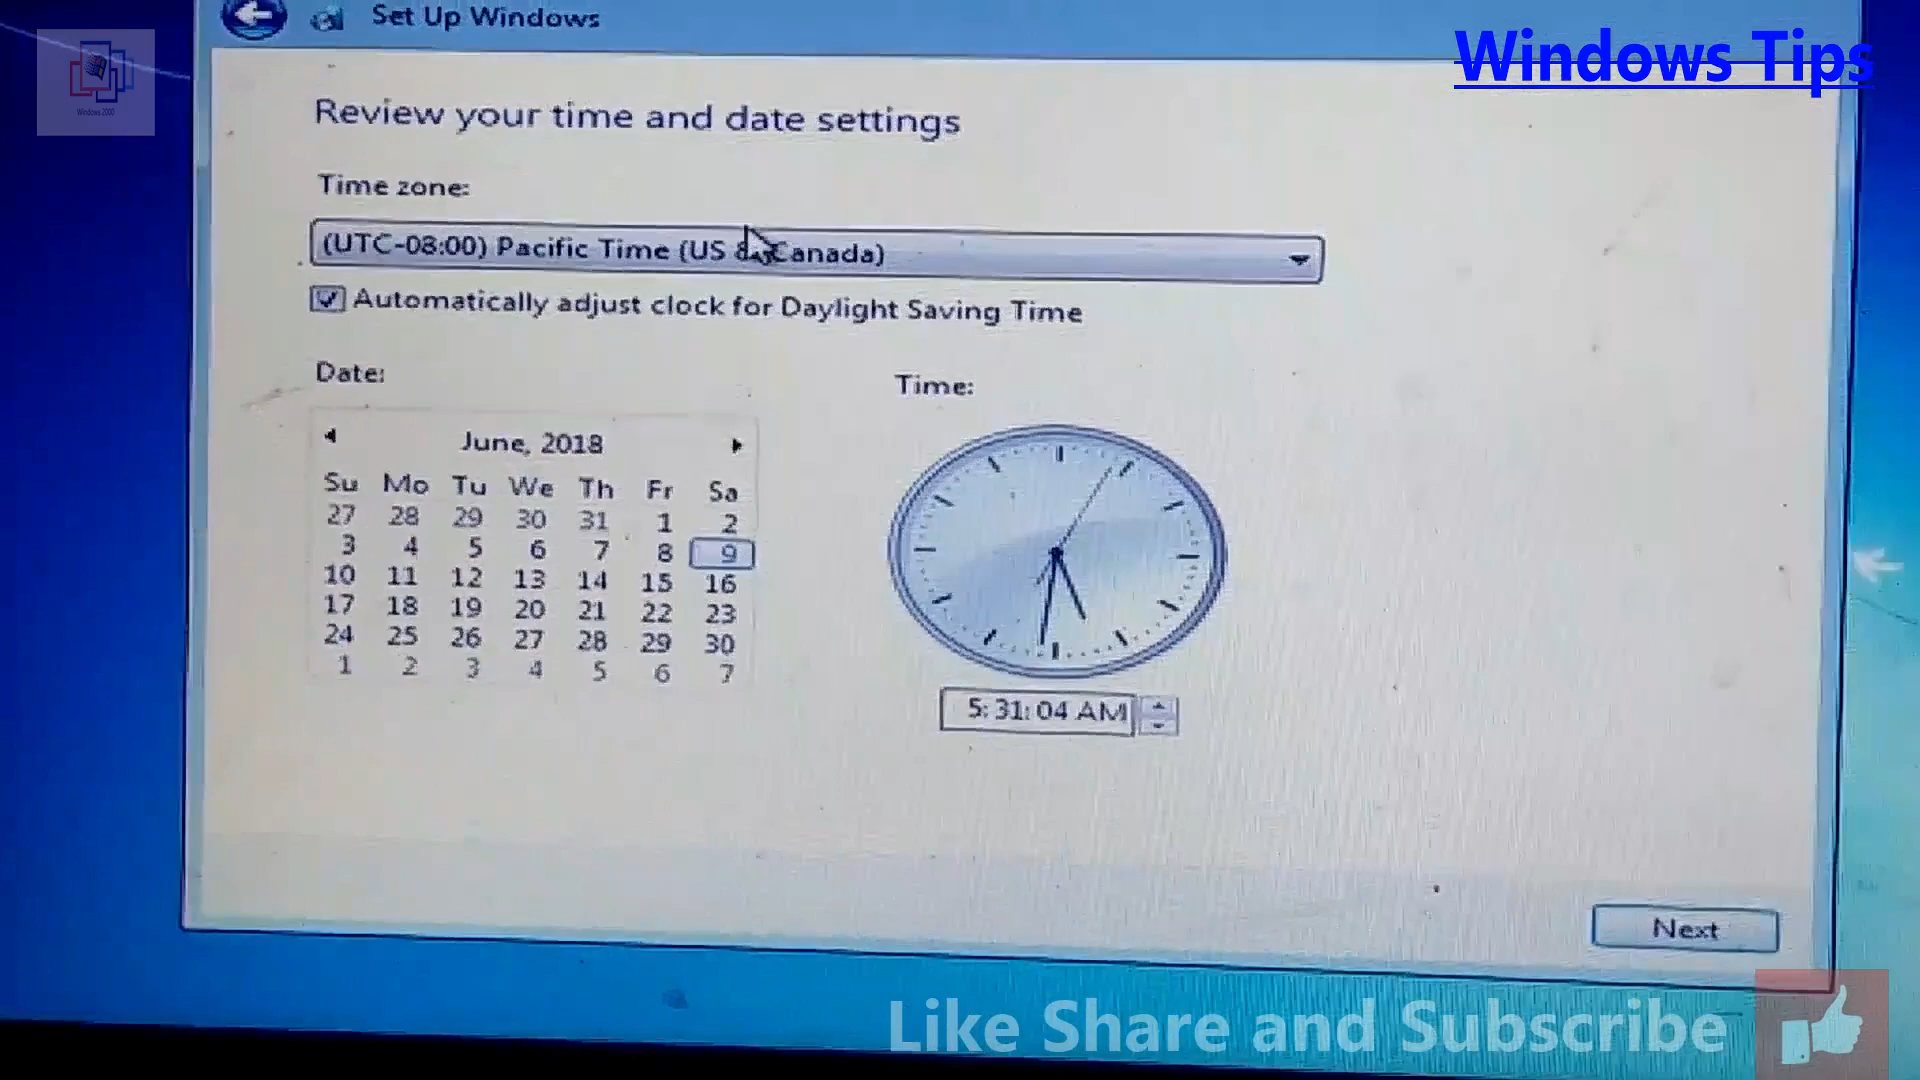 Set Up Windows
Windows Tips
Windows 2000
Review your time and date settings
Time zone:
(UTC-08:00) Pacific Time (US & Canada)
Automatically adjust clock for Daylight Saving Time
Date:
Time:
June, 2018
Su Mo Tu We Th Fr Sa
27 28 29 30 31 1 2
3 4 5 6 7 8 9
10 11 12 13 14 15 16
17 18 19 20 21 22 23
24 25 26 27 28 29 30
1 2 3 4 5 6 7
5:31:04 AM
Next
Like Share and Subscribe